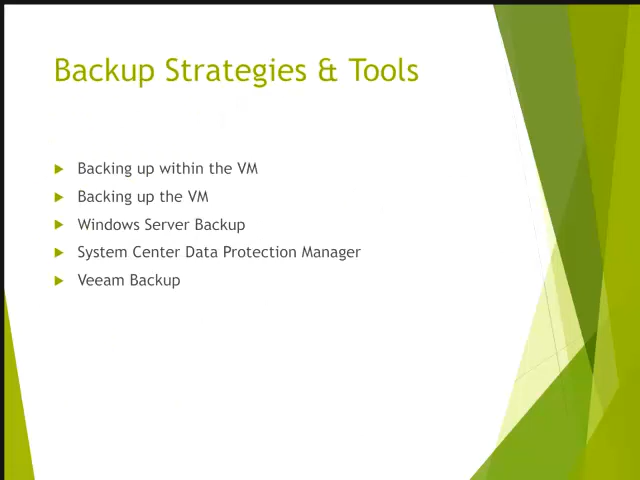 Backup Strategies & Tools
Backing up within the VM
Backing up the VM
Windows Server Backup
System Center Data Protection Manager
Veeam Backup